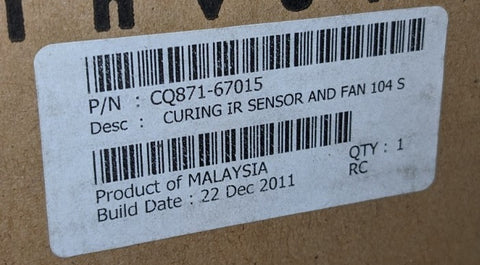 P/N : CQ871-67015
Desc : CURING IR SENSOR AND FAN 104 S
Product of MALAYSIA QTY : 1
Build Date : 22 Dec 2011 RC